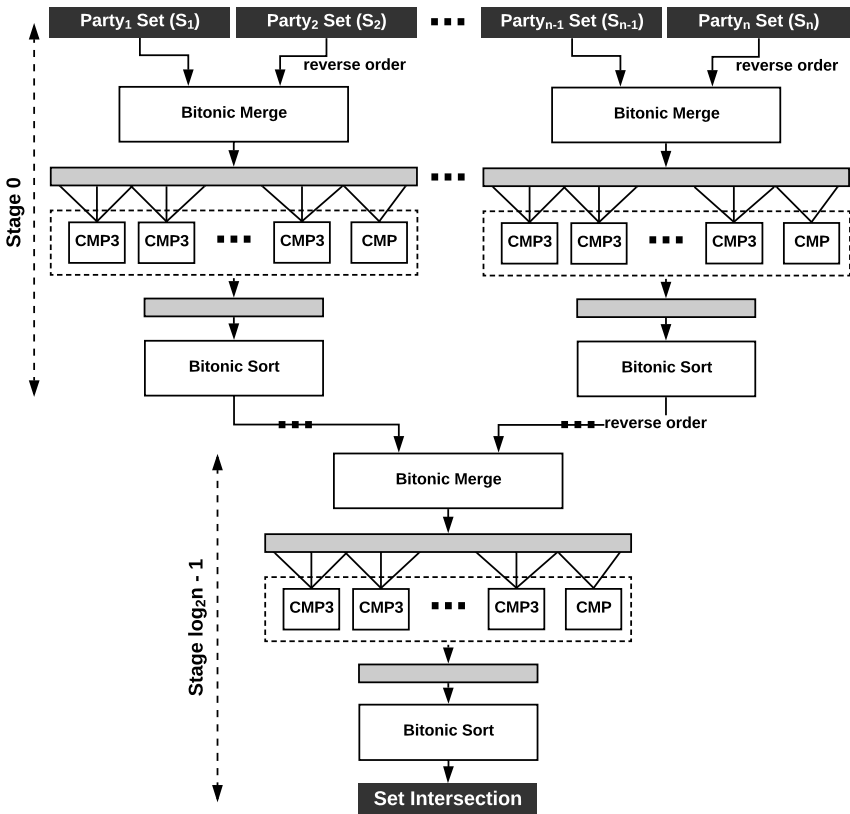 Party1 Set (S1)
Party2 Set (S2)
Partyn-1 Set (Sn-1)
Partyn Set (Sn)
reverse order
reverse order
Bitonic Merge
Bitonic Merge
Stage 0
CMP3
CMP3
CMP3
CMP
CMP3
CMP3
CMP3
CMP
Bitonic Sort
Bitonic Sort
reverse order
Bitonic Merge
Stage log2n - 1
CMP3
CMP3
CMP3
CMP
Bitonic Sort
Set Intersection